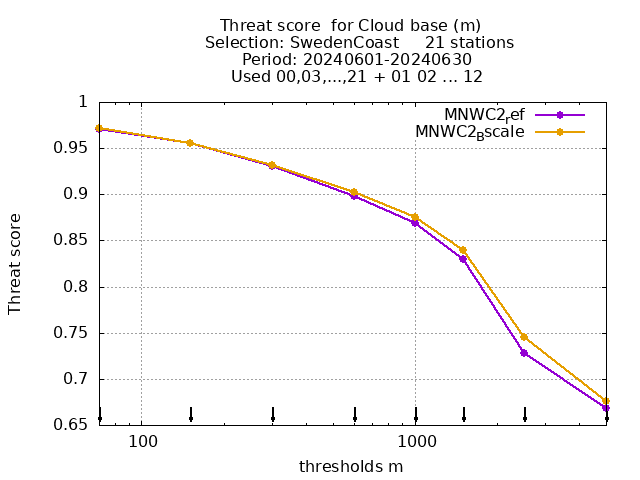 Threat score  for Cloud base (m)
Selection: SwedenCoast     21 stations
Period: 20240601-20240630
Used 00,03,...,21 + 01 02 ... 12
MNWC2ref
MNWC2Bscale
1
0.95
0.9
0.85
0.8
0.75
0.7
0.65
Threat score
100
1000
thresholds m